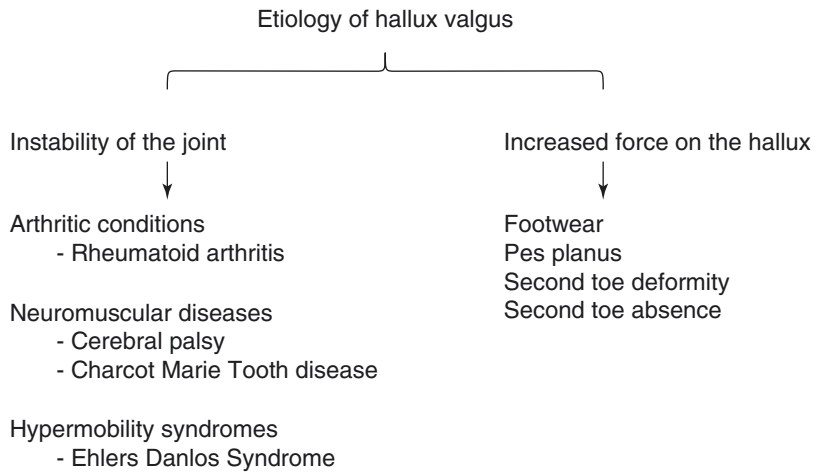 Etiology of hallux valgus
Instability of the joint
Arthritic conditions
- Rheumatoid arthritis
Neuromuscular diseases
- Cerebral palsy
- Charcot Marie Tooth disease
Hypermobility syndromes
- Ehlers Danlos Syndrome
Increased force on the hallux
Footwear
Pes planus
Second toe deformity
Second toe absence